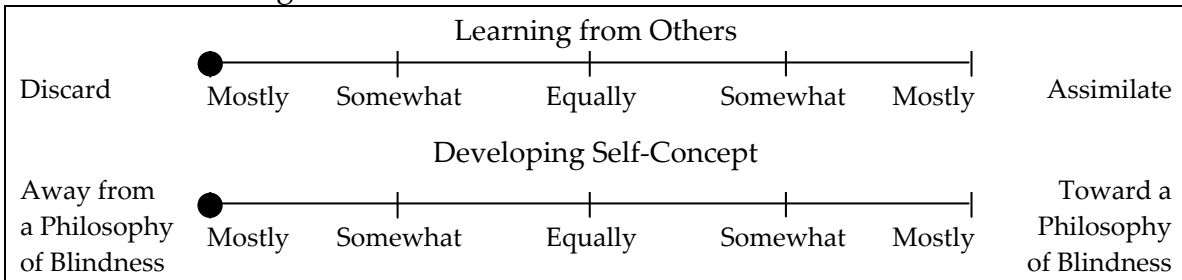 Learning from Others
Discard
Mostly Somewhat Equally Somewhat Mostly
Assimilate
Developing Self-Concept
Away from
a Philosophy
of Blindness
Mostly Somewhat Equally Somewhat Mostly
Toward a
Philosophy
of Blindness